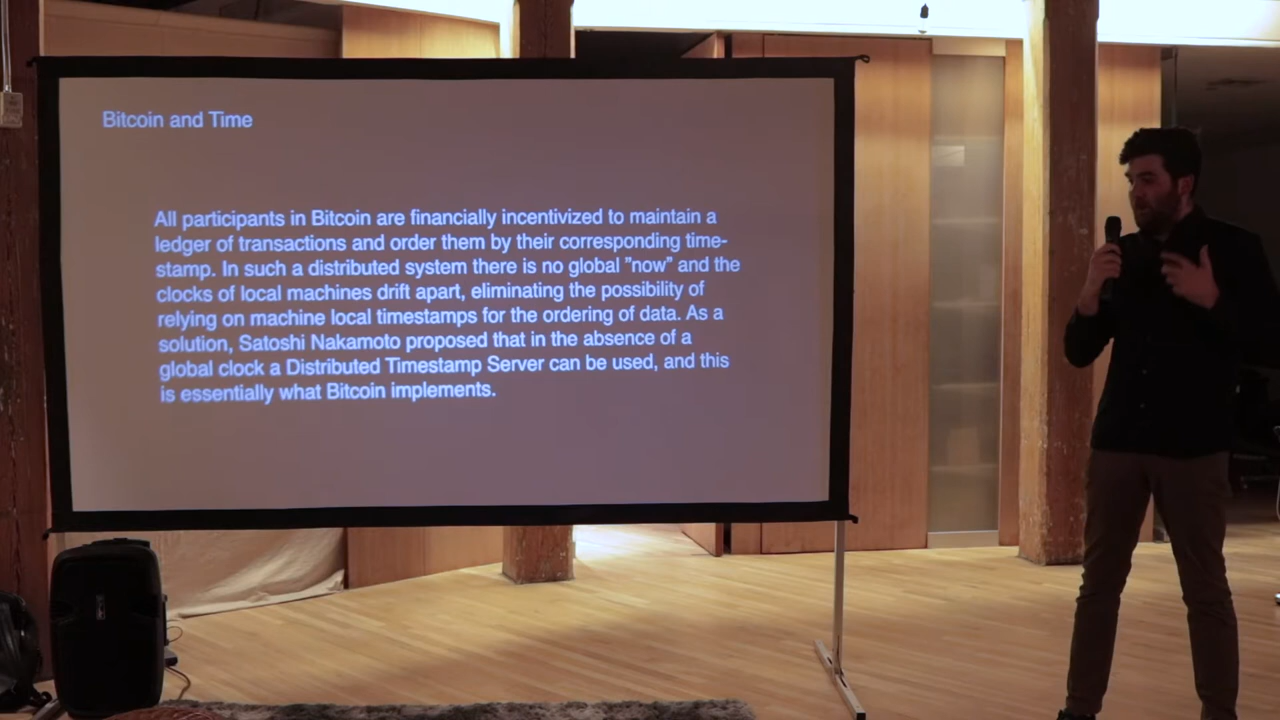 Bitcoin and Time
All participants in Bitcoin are financially incentivized to maintain a
ledger of transactions and order them by their corresponding time-
stamp. In such a distributed system there is no global ”now” and the
clocks of local machines drift apart, eliminating the possibility of
relying on machine local timestamps for the ordering of data. As a
solution, Satoshi Nakamoto proposed that in the absence of a
global clock a Distributed Timestamp Server can be used, and this
is essentially what Bitcoin implements.